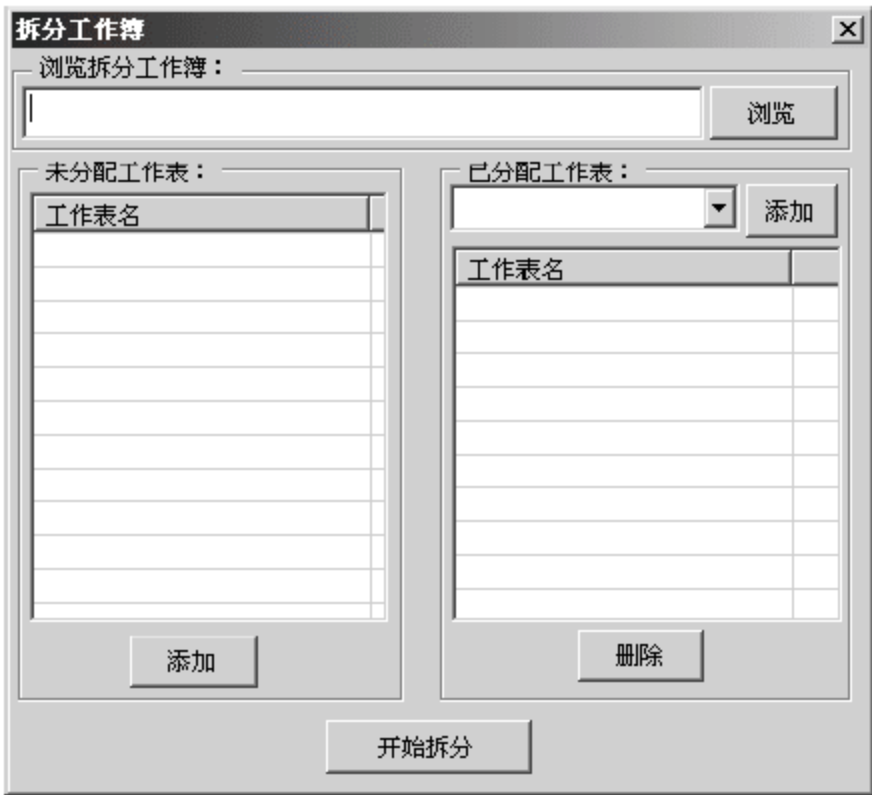 拆分工作簿
浏览拆分工作簿：
浏览
未分配工作表：
工作表名
添加
已分配工作表：
添加
工作表名
删除
开始拆分